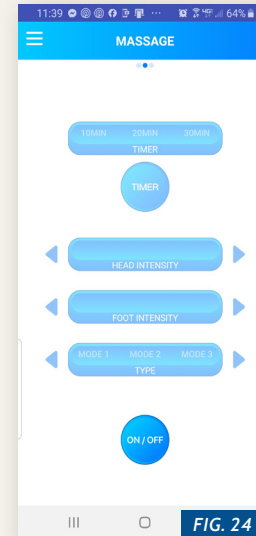 11:39 ... 64%
MASSAGE
10MIN 20MIN 30MIN
TIMER
TIMER
HEAD INTENSITY
FOOT INTENSITY
MODE 1 MODE 2 MODE 3
TYPE
ON / OFF
FIG. 24